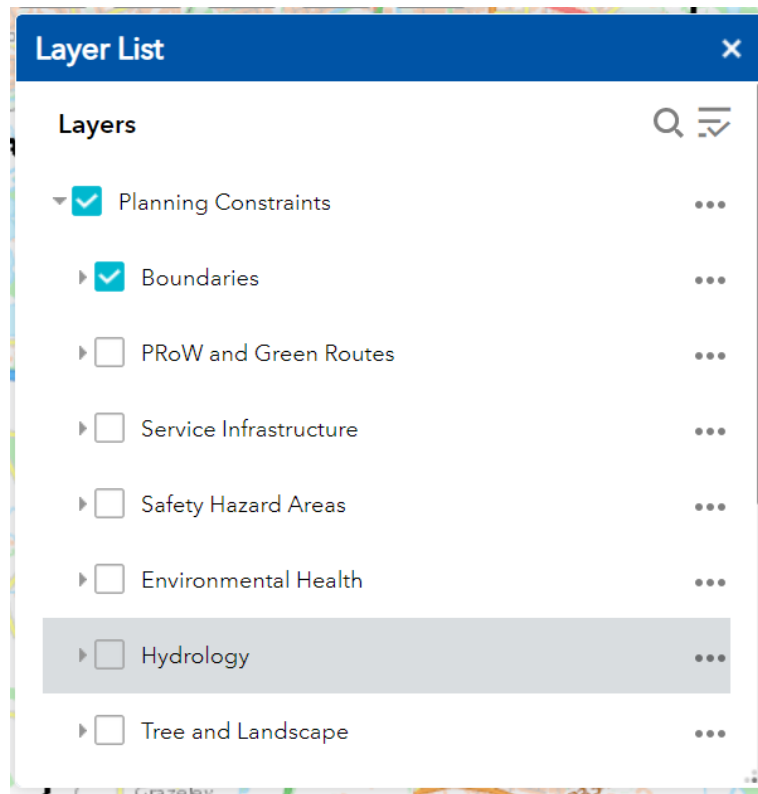 Layer List
Layers
Planning Constraints
Boundaries
PRoW and Green Routes
Service Infrastructure
Safety Hazard Areas
Environmental Health
Hydrology
Tree and Landscape